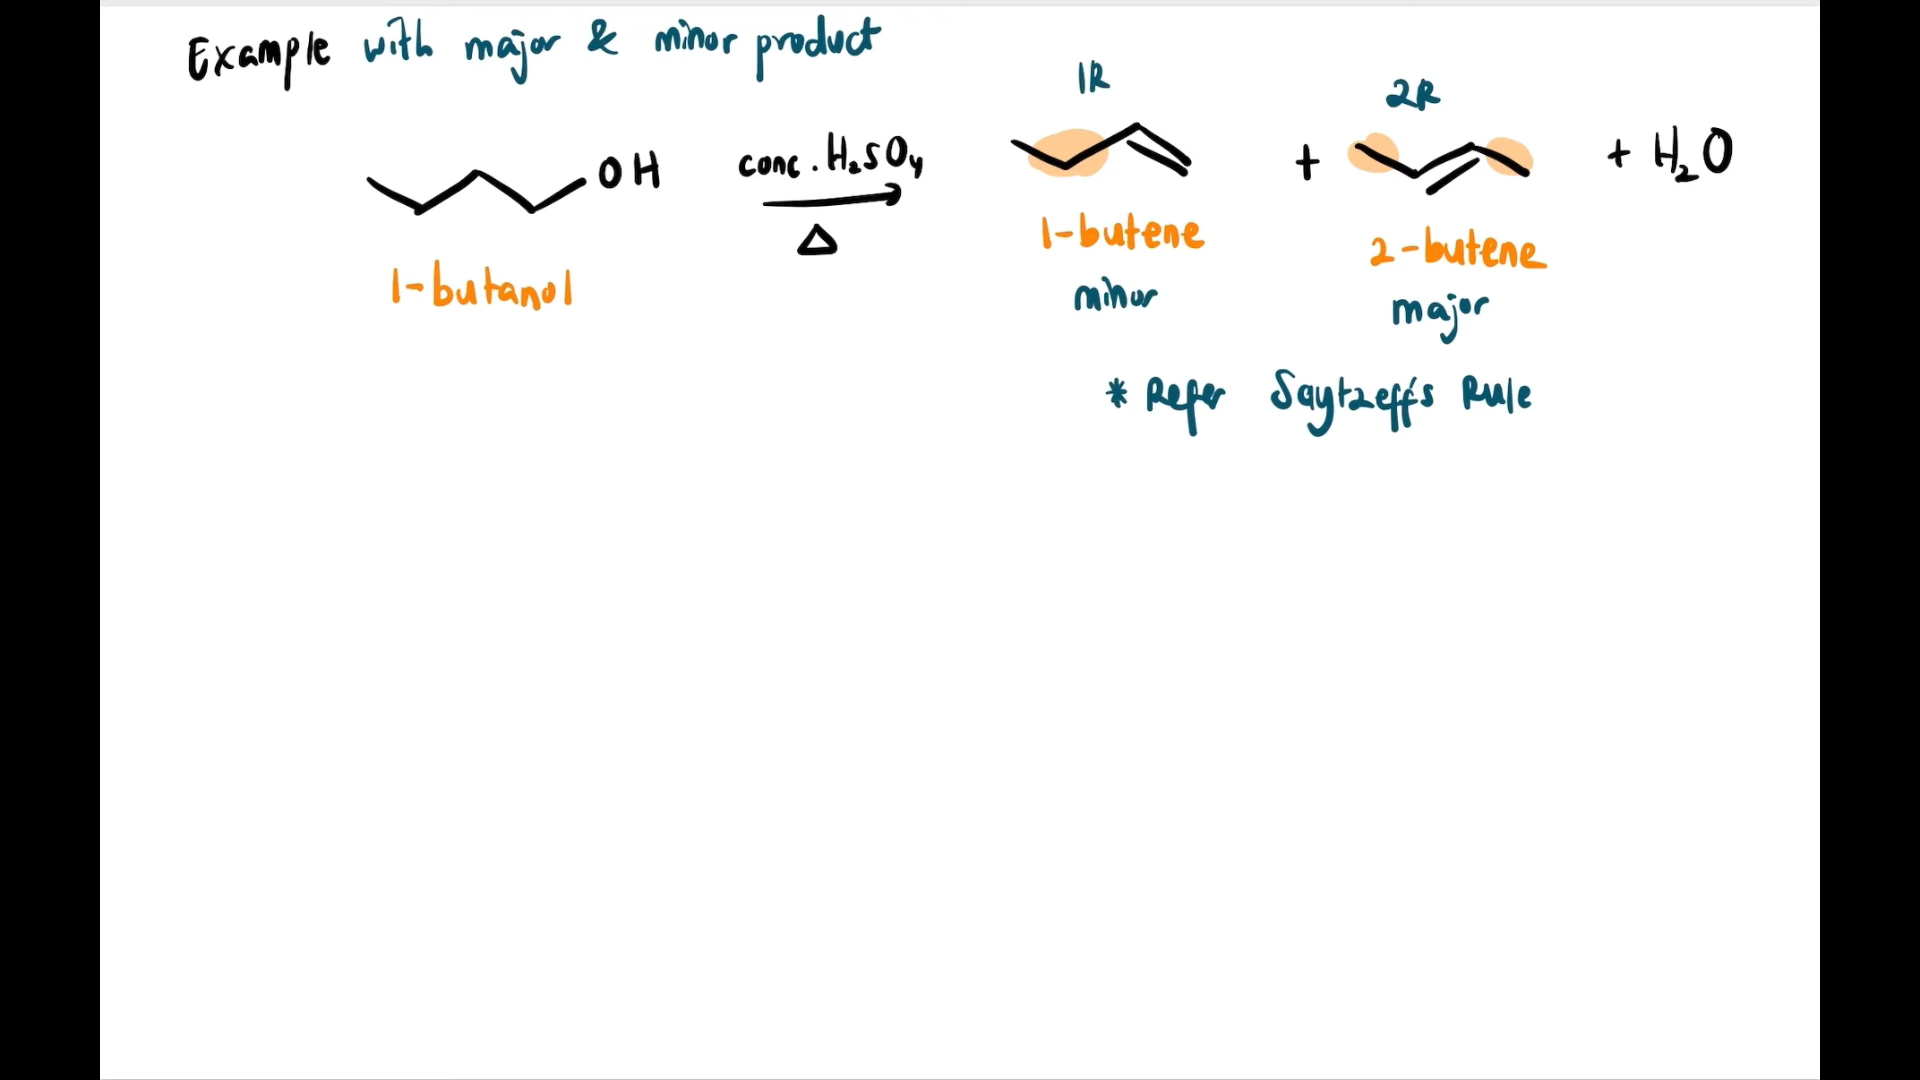 Example with major & minor product
1R
2R
OH
conc. H₂SO₄
Δ
+
+ H₂O
1-butanol
1-butene
minor
2-butene
major
* Refer Saytzeff's Rule